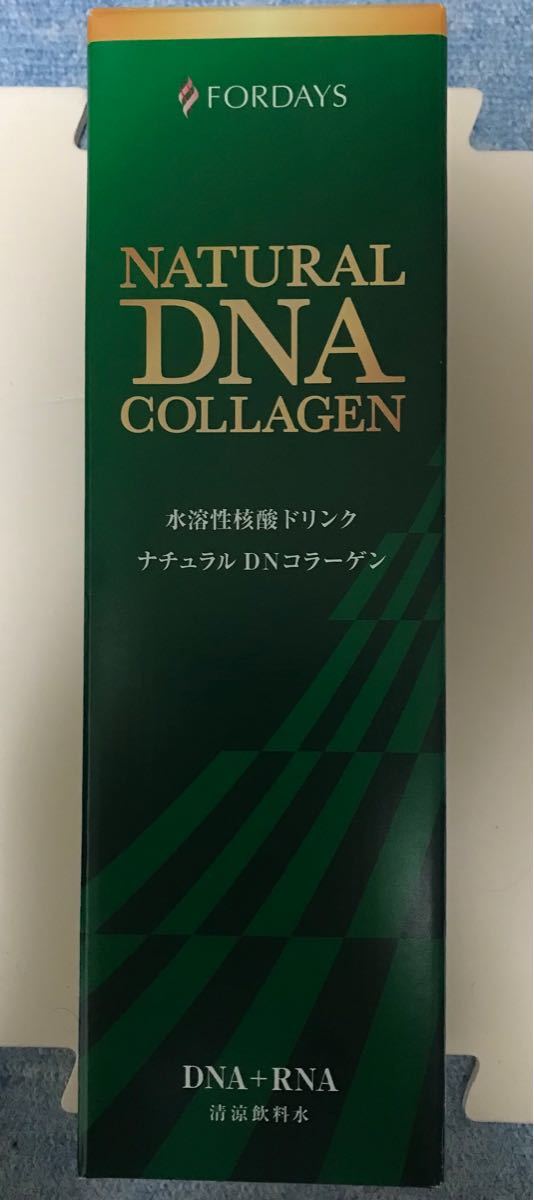 FORDAYS
NATURAL
DNA
COLLAGEN
水溶性核酸ドリンク
ナチュラル DNコラーゲン
DNA+RNA
清涼飲料水